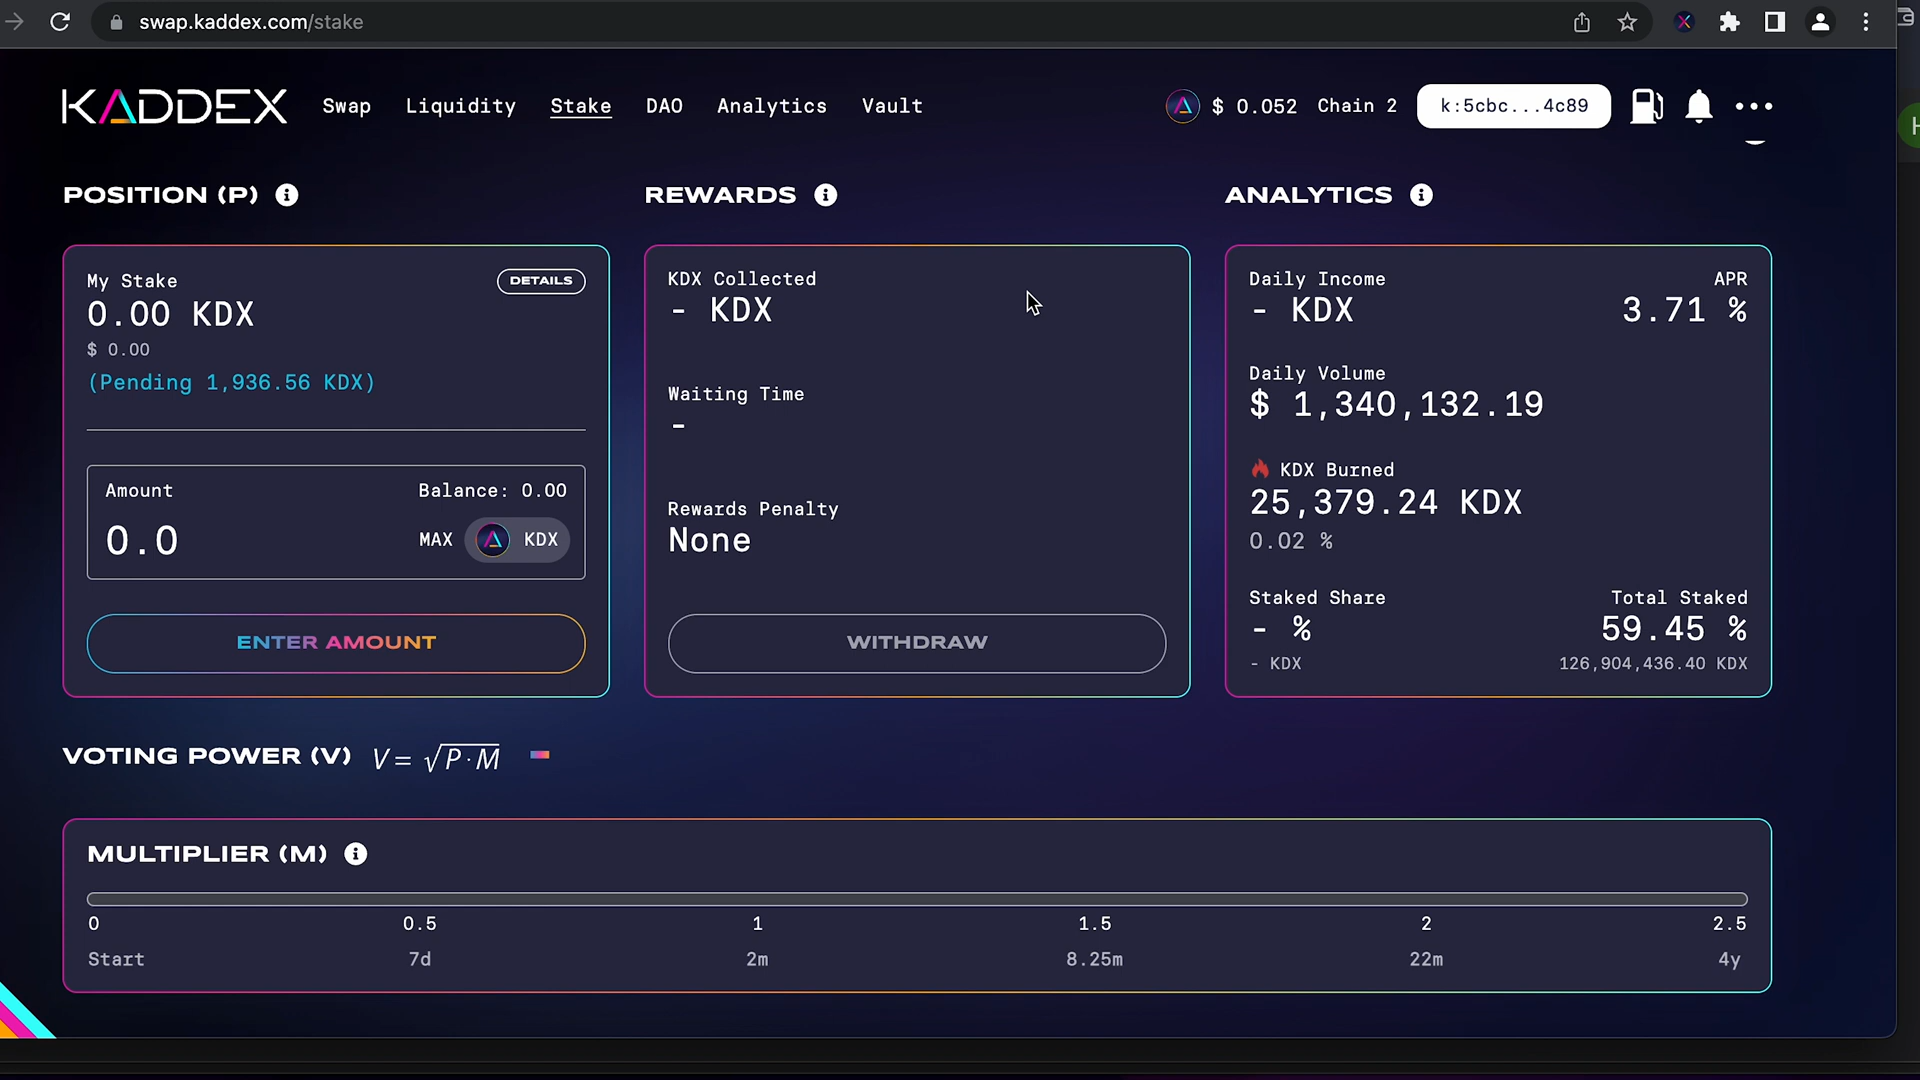 swap.kaddex.com/stake
KADDEX Swap Liquidity Stake DAO Analytics Vault $ 0.052 Chain 2 k:5cbc...4c89
POSITION (P)
My Stake DETAILS
0.00 KDX
$ 0.00
(Pending 1,936.56 KDX)
Amount Balance: 0.00
0.0 MAX KDX
ENTER AMOUNT
REWARDS
KDX Collected
- KDX
Waiting Time
-
Rewards Penalty
None
WITHDRAW
ANALYTICS
Daily Income APR
- KDX 3.71 %
Daily Volume
$ 1,340,132.19
KDX Burned
25,379.24 KDX
0.02 %
Staked Share Total Staked
- % 59.45 %
- KDX 126,904,436.40 KDX
VOTING POWER (V) V = √P·M
MULTIPLIER (M)
0 0.5 1 1.5 2 2.5
Start 7d 2m 8.25m 22m 4y